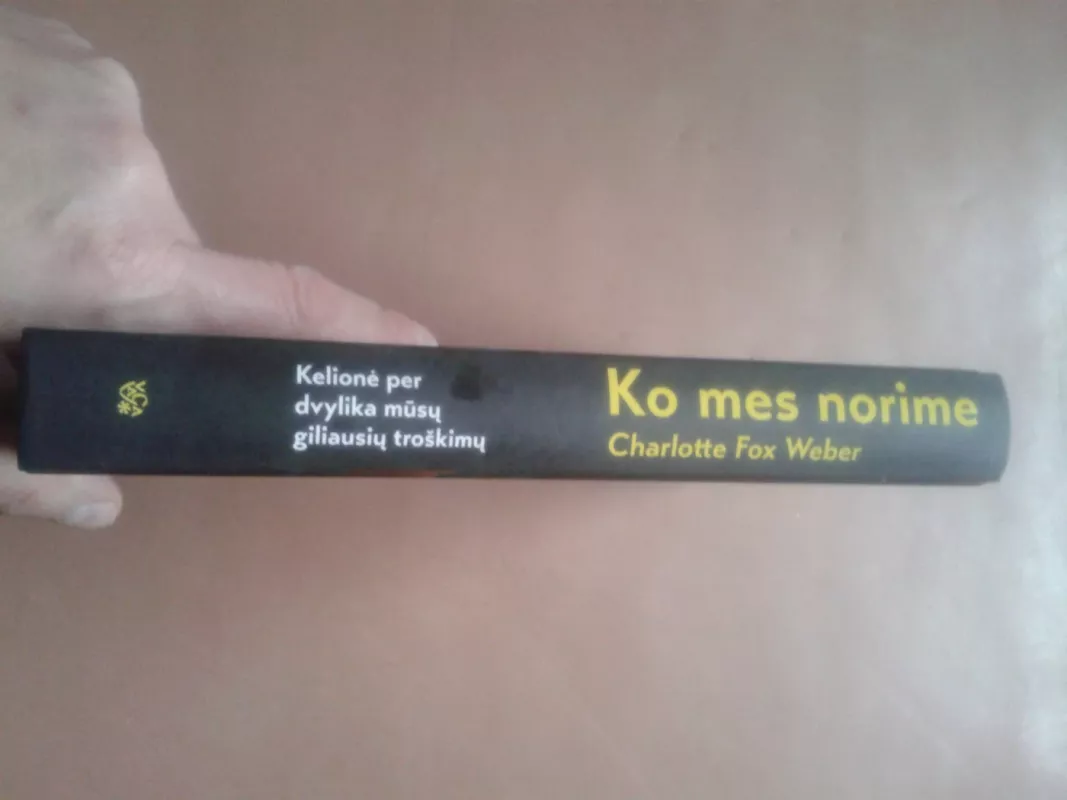 Kelionė per
dvylika mūsų
giliausių troškimų
Ko mes norime
Charlotte Fox Weber